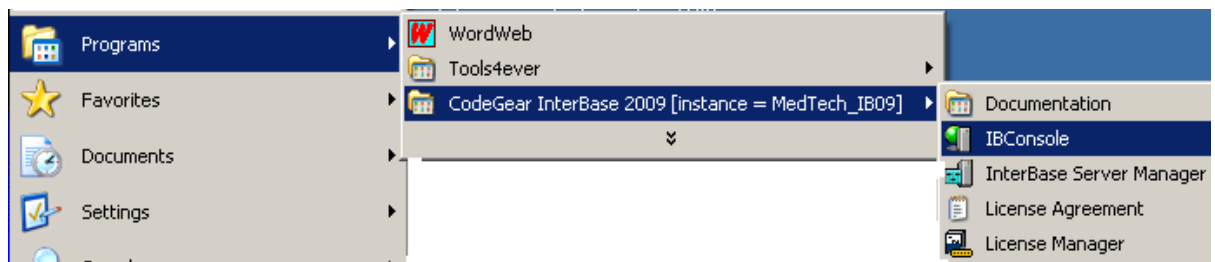 Programs
Favorites
Documents
Settings
WordWeb
Tools4ever
CodeGear InterBase 2009 [instance = MedTech_IB09]
Documentation
IBConsole
InterBase Server Manager
License Agreement
License Manager